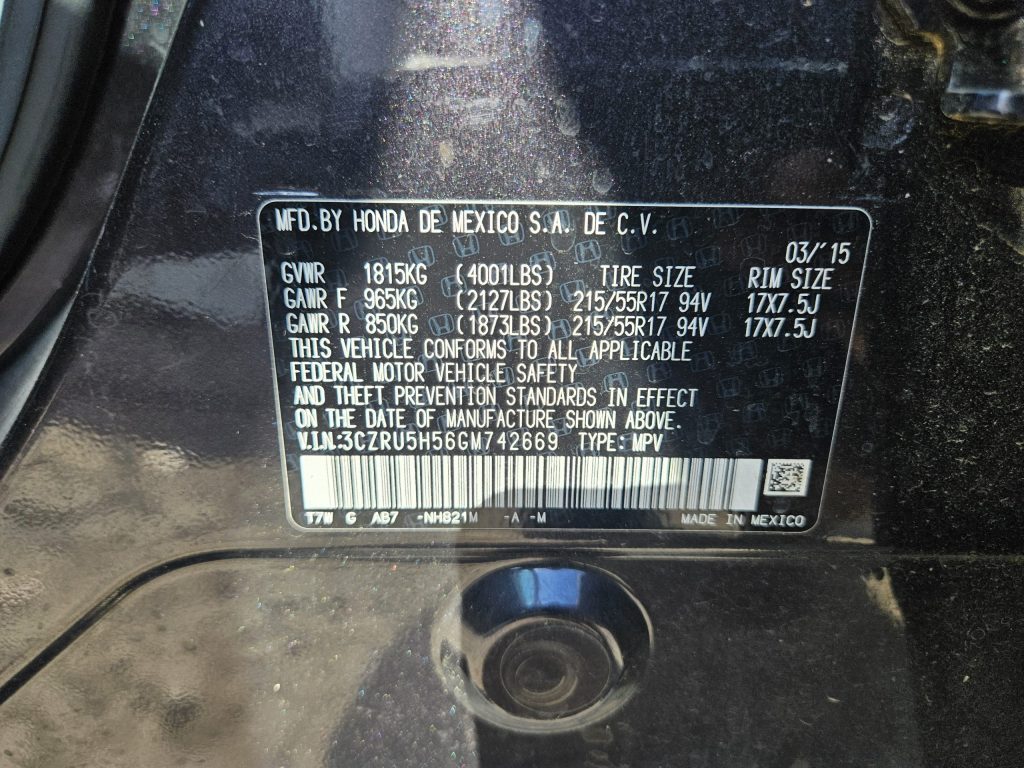 MFD.BY HONDA DE MEXICO S.A. DE C.V.
03/'15
GVWR 1815KG (4001LBS) TIRE SIZE RIM SIZE
GAWR F 965KG (2127LBS) 215/55R17 94V 17X7.5J
GAWR R 850KG (1873LBS) 215/55R17 94V 17X7.5J
THIS VEHICLE CONFORMS TO ALL APPLICABLE
FEDERAL MOTOR VEHICLE SAFETY
AND THEFT PREVENTION STANDARDS IN EFFECT
ON THE DATE OF MANUFACTURE SHOWN ABOVE.
V.I.N.:3CZRU5H56GM742669 TYPE: MPV
T7W G AB7 -NH821M -A -M MADE IN MEXICO